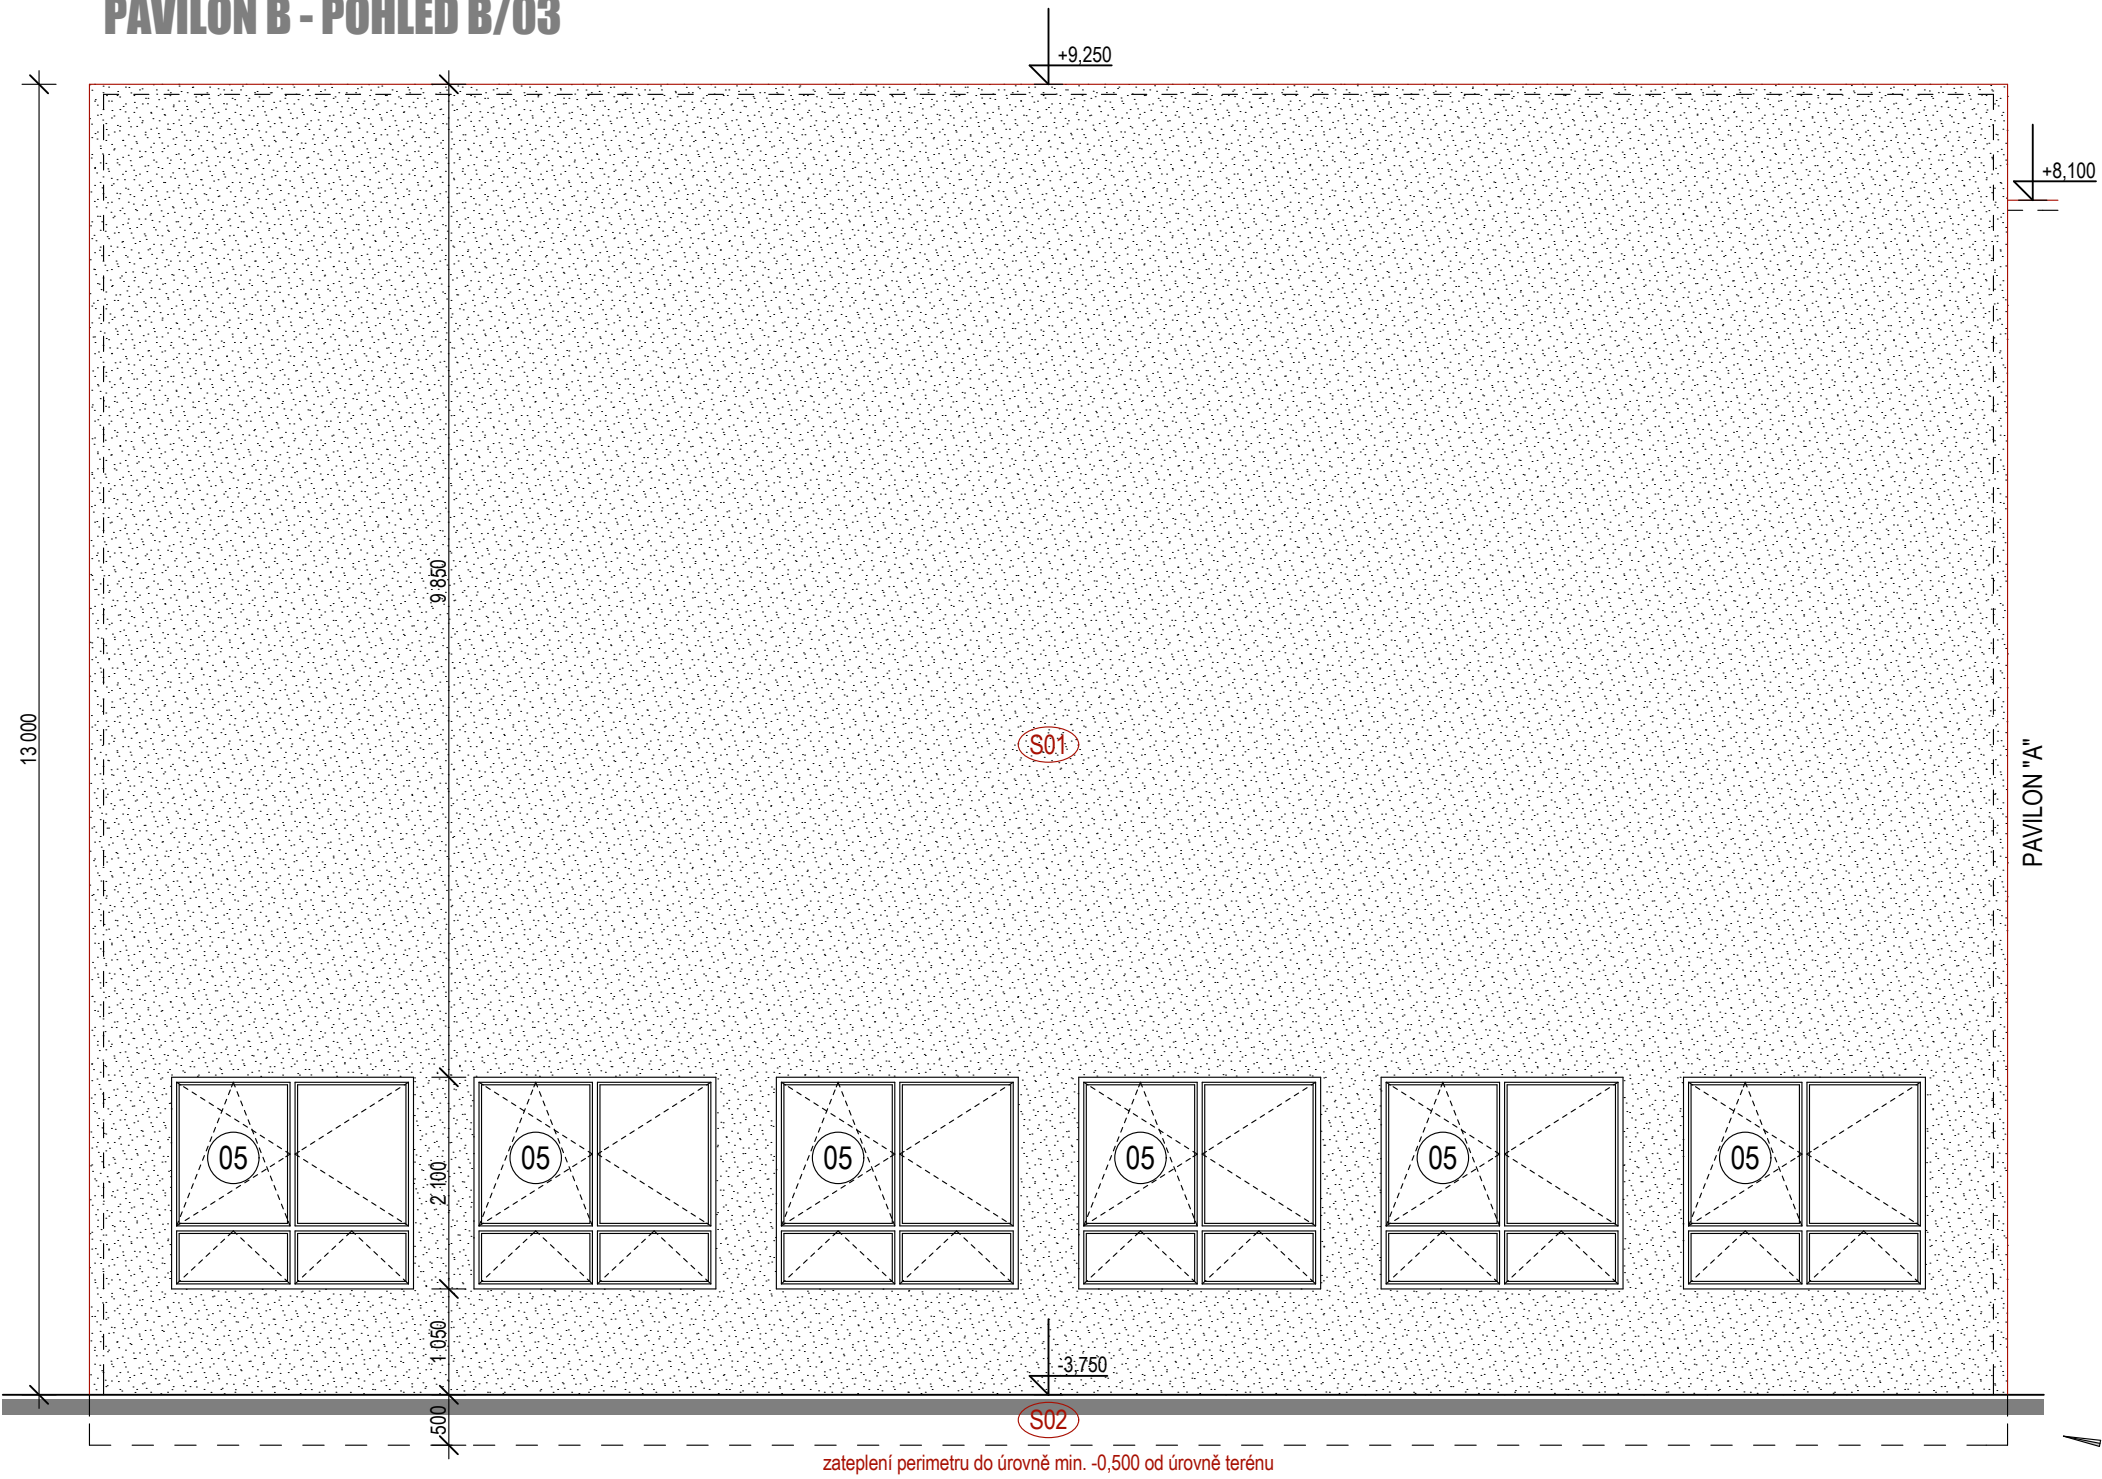 PAVILON B - POHLED B/03
+9,250
+8,100
9 850
13 000
S01
PAVILON "A"
05
05
05
05
05
05
2 100
1 050
-3,750
500
S02
zateplení perimetru do úrovně min. -0,500 od úrovně terénu